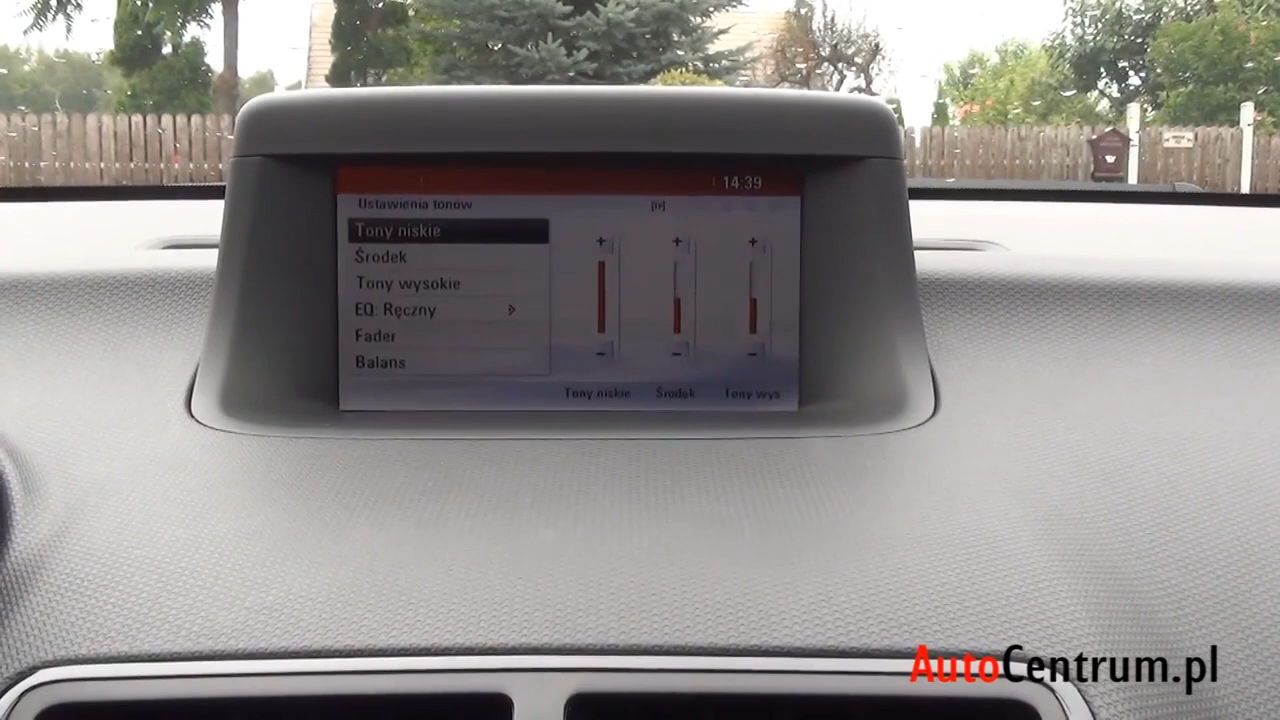 14:39
Ustawienia tonów
[TP]
Tony niskie
Środek
Tony wysokie
EQ: Ręczny
Fader
Balans
+ + +
- - -
Tony niskie Środek Tony wys
AutoCentrum.pl